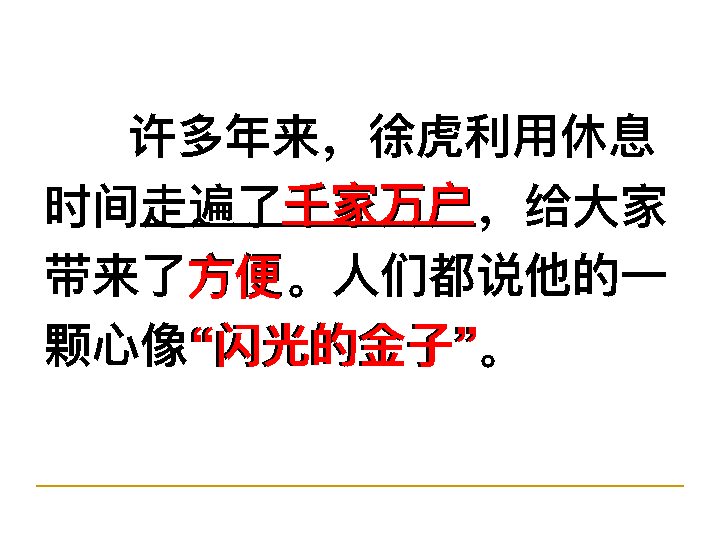 许多年来，徐虎利用休息
时间走遍了千家万户，给大家
带来了方便。人们都说他的一
颗心像“闪光的金子”。